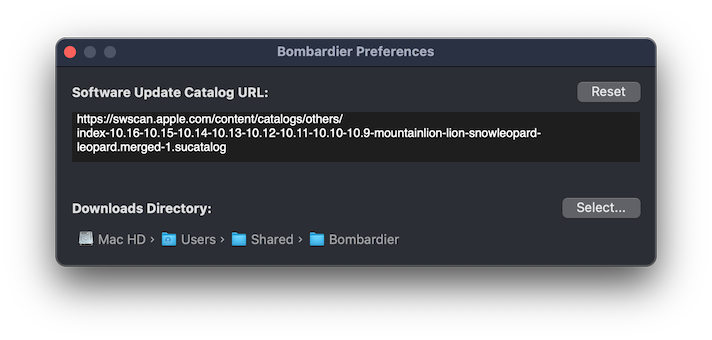 Bombardier Preferences
Software Update Catalog URL:
Reset
https://swscan.apple.com/content/catalogs/others/
index-10.16-10.15-10.14-10.13-10.12-10.11-10.10-10.9-mountainlion-lion-snowleopard-
leopard.merged-1.sucatalog
Downloads Directory:
Select...
Mac HD › Users › Shared › Bombardier